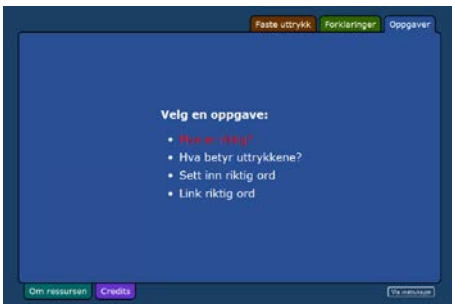 Faste uttrykk Forklaringer Oppgaver
Velg en oppgave:
Hva er riktig?
• Hva betyr uttrykkene?
• Sett inn riktig ord
• Link riktig ord
Om ressursen Credits